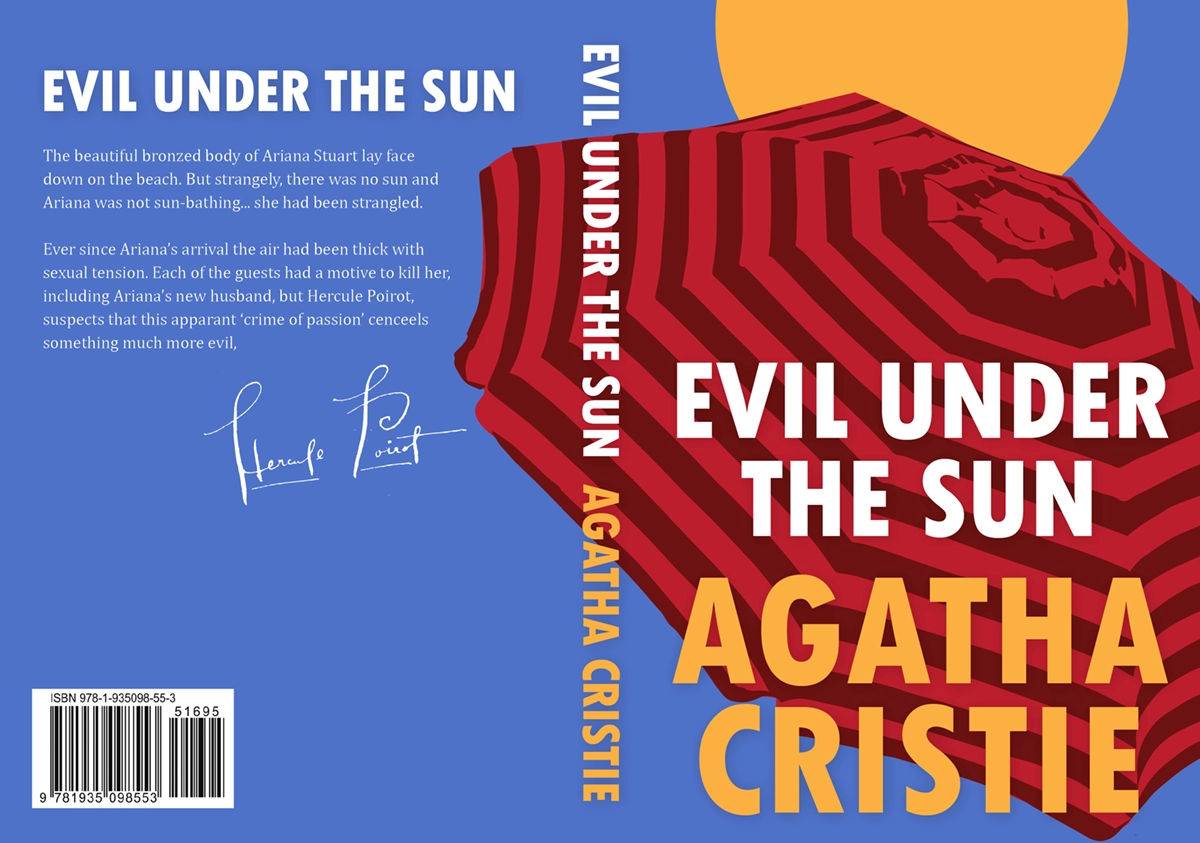 EVIL UNDER THE SUN
The beautiful bronzed body of Ariana Stuart lay face
down on the beach. But strangely, there was no sun and
Ariana was not sun-bathing... she had been strangled.
Ever since Ariana's arrival the air had been thick with
sexual tension. Each of the guests had a motive to kill her,
including Ariana's new husband, but Hercule Poirot,
suspects that this apparant 'crime of passion' cenceels
something much more evil,
Hercule Poirot
ISBN 978-1-935098-55-3
51695
9 781935 098553
EVIL UNDER THE SUN AGATHA CRISTIE
EVIL UNDER
THE SUN
AGATHA
CRISTIE